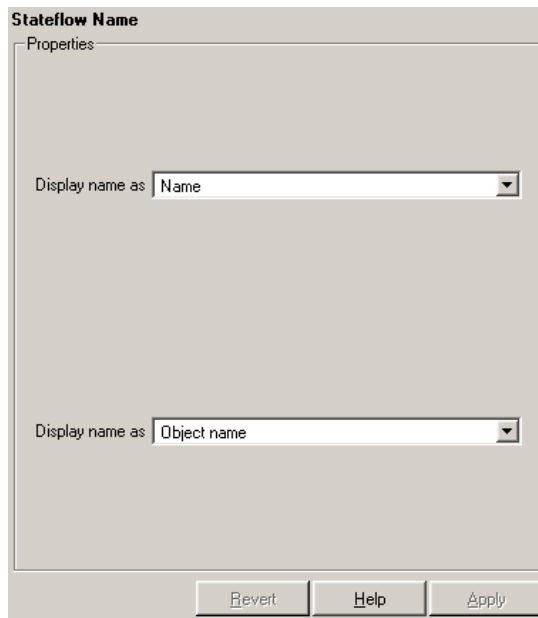 Stateflow Name
Properties
Display name as Name
Display name as Object name
Revert Help Apply